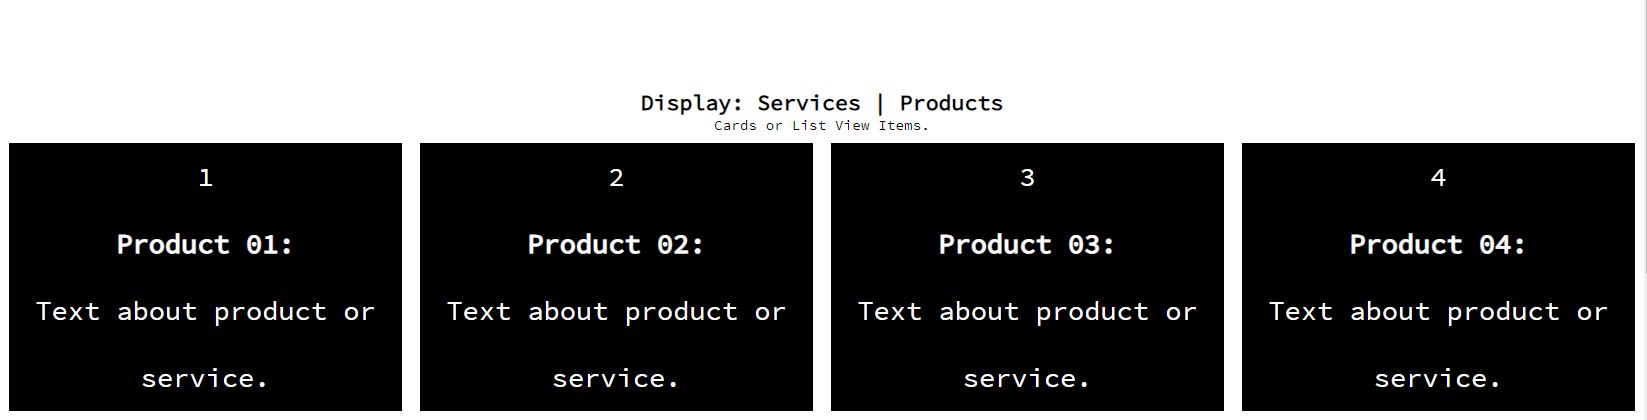 Display: Services | Products
Cards or List View Items.
1
Product 01:
Text about product or
service.
2
Product 02:
Text about product or
service.
3
Product 03:
Text about product or
service.
4
Product 04:
Text about product or
service.